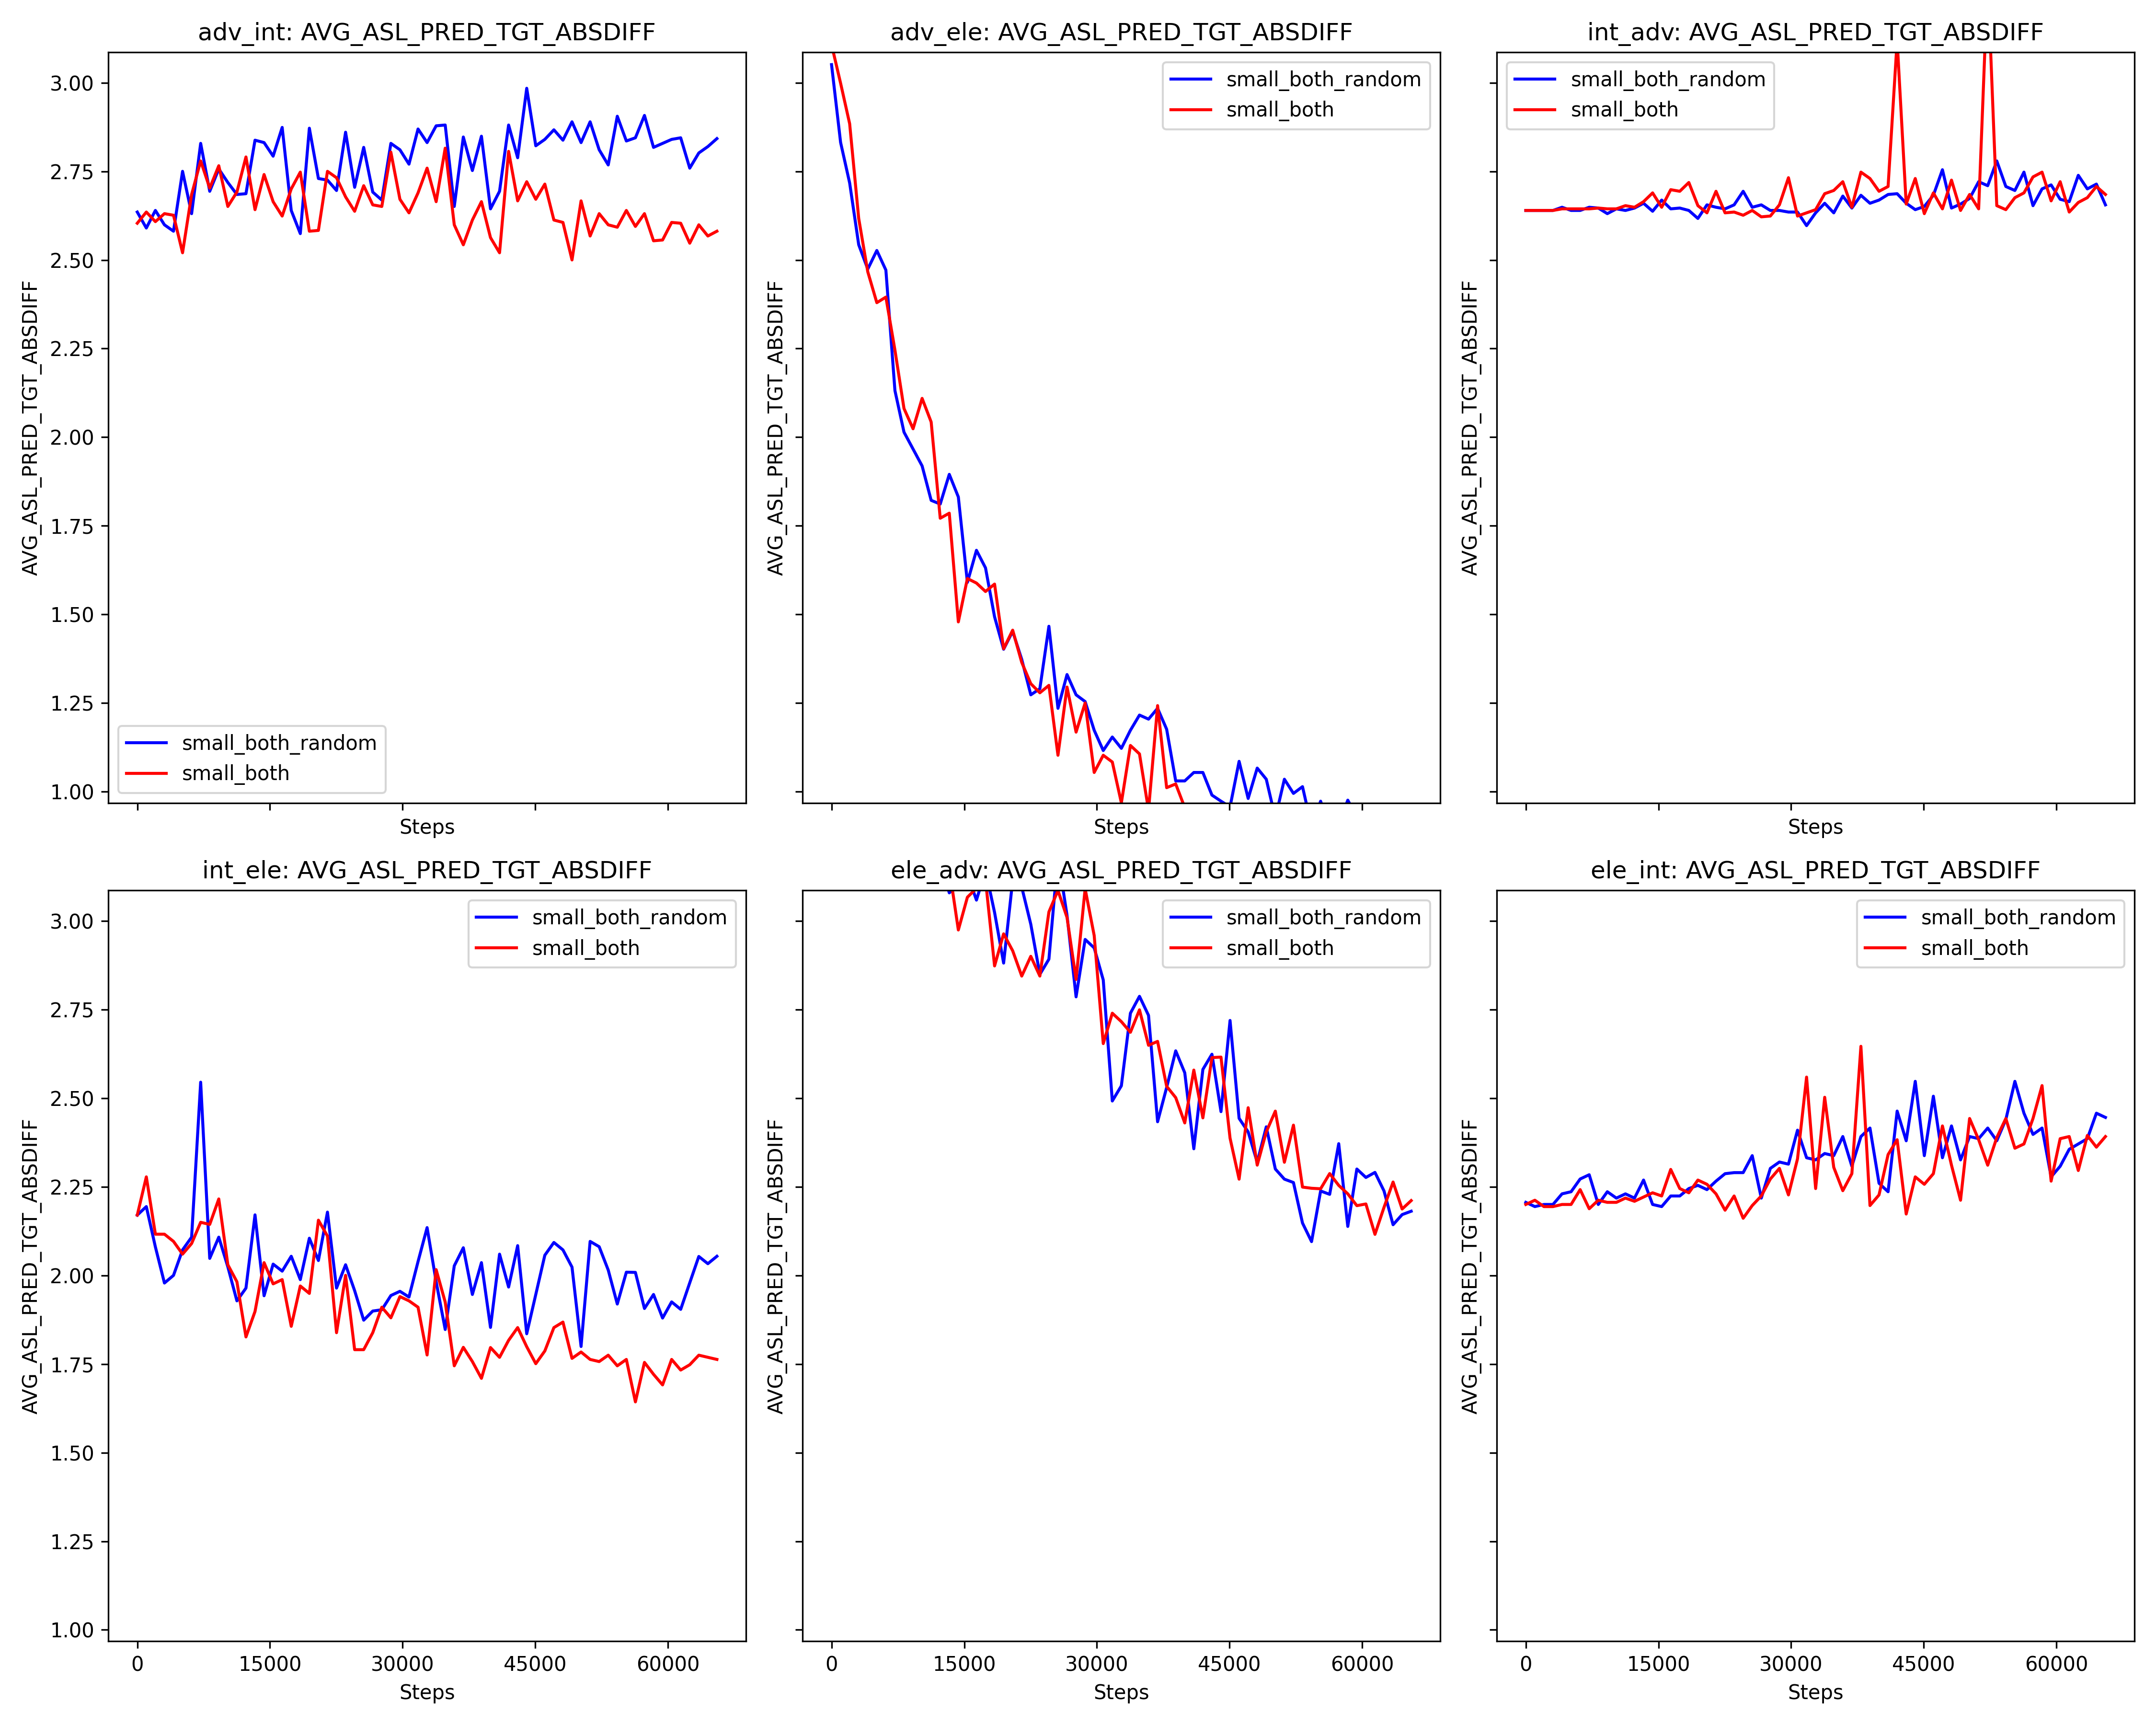 adv_int: AVG_ASL_PRED_TGT_ABSDIFF
adv_ele: AVG_ASL_PRED_TGT_ABSDIFF
int_adv: AVG_ASL_PRED_TGT_ABSDIFF
AVG_ASL_PRED_TGT_ABSDIFF
3.00
2.75
2.50
2.25
2.00
1.75
1.50
1.25
1.00
small_both_random
small_both
Steps
AVG_ASL_PRED_TGT_ABSDIFF
small_both_random
small_both
Steps
AVG_ASL_PRED_TGT_ABSDIFF
small_both_random
small_both
Steps
int_ele: AVG_ASL_PRED_TGT_ABSDIFF
ele_adv: AVG_ASL_PRED_TGT_ABSDIFF
ele_int: AVG_ASL_PRED_TGT_ABSDIFF
AVG_ASL_PRED_TGT_ABSDIFF
3.00
2.75
2.50
2.25
2.00
1.75
1.50
1.25
1.00
small_both_random
small_both
0 15000 30000 45000 60000
Steps
AVG_ASL_PRED_TGT_ABSDIFF
small_both_random
small_both
0 15000 30000 45000 60000
Steps
AVG_ASL_PRED_TGT_ABSDIFF
small_both_random
small_both
0 15000 30000 45000 60000
Steps